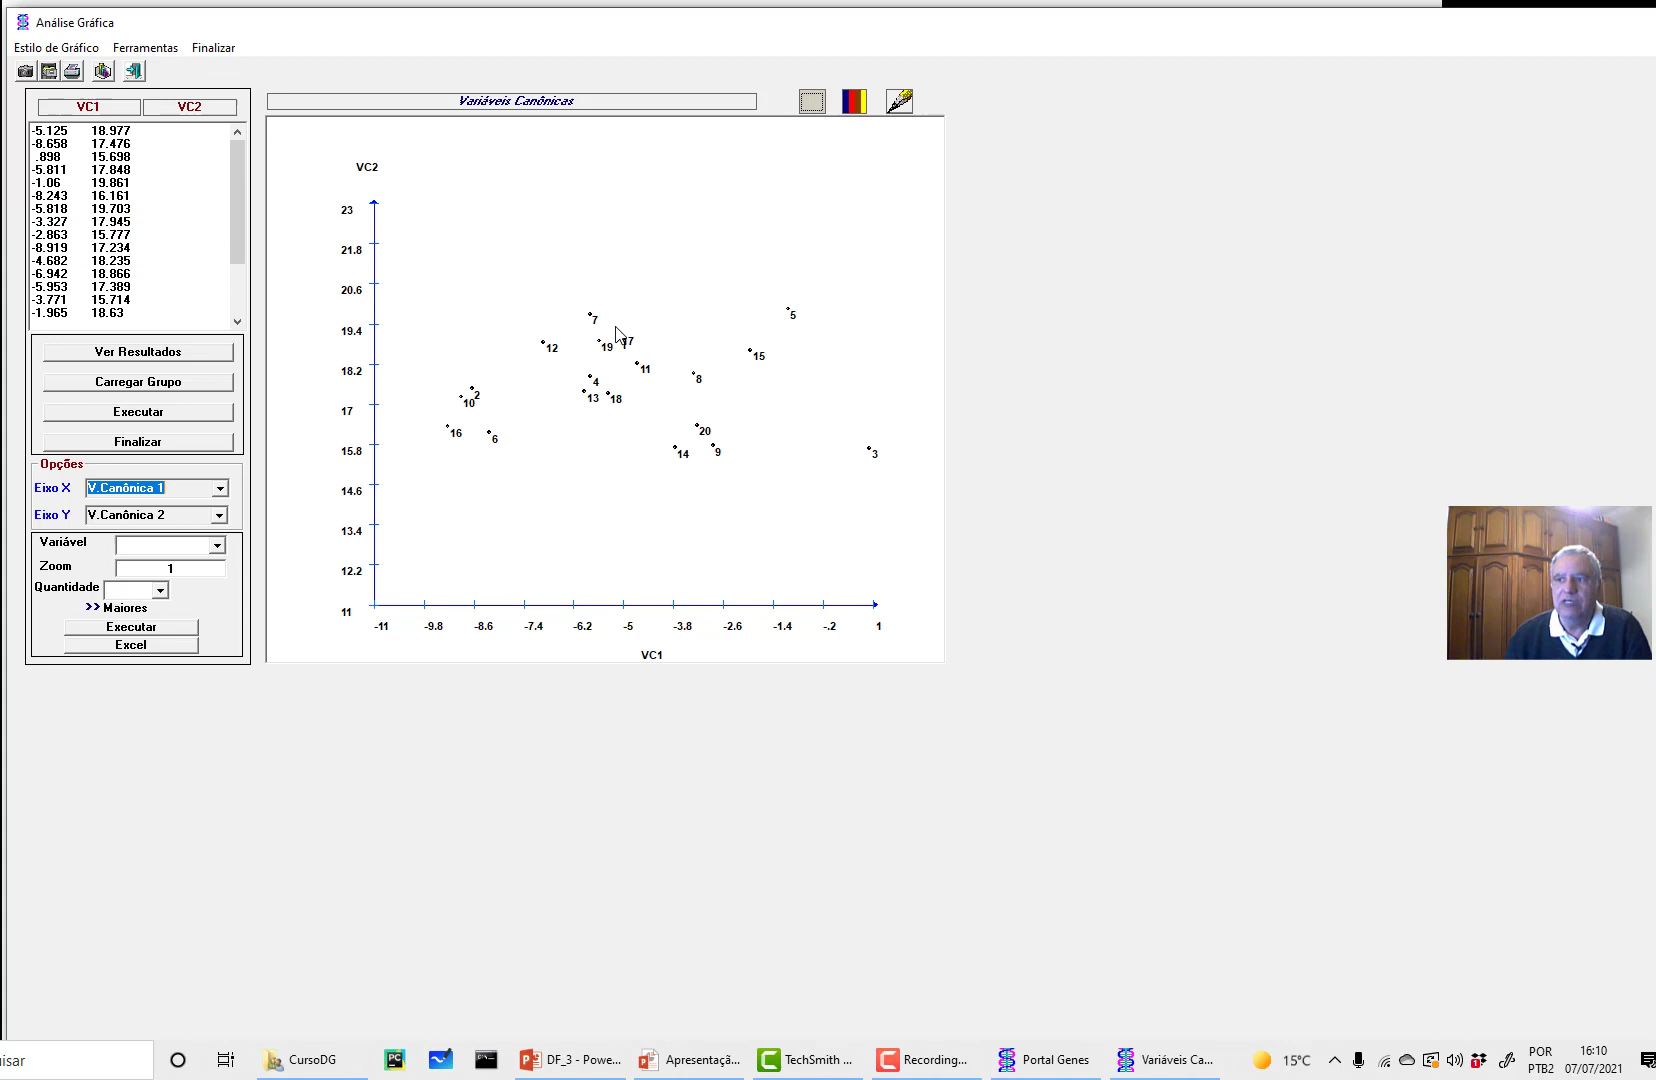 Análise Gráfica
Estilo de Gráfico Ferramentas Finalizar
VC1 VC2
-5.125 18.977
-8.658 17.476
.898 15.698
-5.811 17.848
-1.06 19.861
-8.243 16.161
-5.818 19.703
-3.327 17.945
-2.863 15.777
-8.919 17.234
-4.682 18.235
-6.942 18.866
-5.953 17.389
-3.771 15.714
-1.965 18.63
Ver Resultados
Carregar Grupo
Executar
Finalizar
Opções
Eixo X V.Canônica 1
Eixo Y V.Canônica 2
Variável
Zoom 1
Quantidade
>> Maiores
Executar
Excel
Variáveis Canônicas
VC2
23
21.8
20.6
19.4
18.2
17
15.8
14.6
13.4
12.2
11
7
5
12
19
17
15
11
4
8
2
13
18
10
16
6
20
14
9
3
-11 -9.8 -8.6 -7.4 -6.2 -5 -3.8 -2.6 -1.4 -.2 1
VC1
isar
CursoDG
PC
DF_3 - Powe...
Apresentaçã...
TechSmith ...
Recording...
Portal Genes
Variáveis Ca...
15°C
POR
PTB2
16:10
07/07/2021